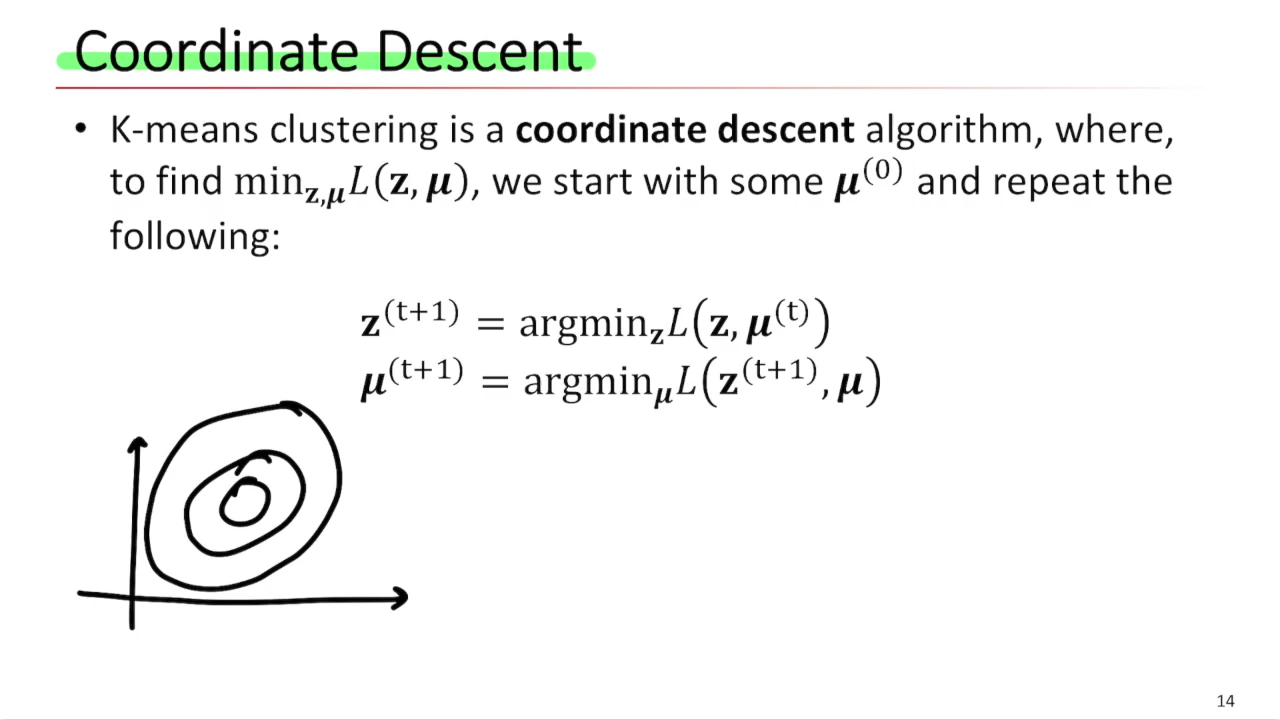 Coordinate Descent
• K-means clustering is a coordinate descent algorithm, where,
to find min_{z,μ} L(z, μ), we start with some μ^{(0)} and repeat the
following:
z^{(t+1)} = argmin_z L(z, μ^{(t)})
μ^{(t+1)} = argmin_μ L(z^{(t+1)}, μ)
14